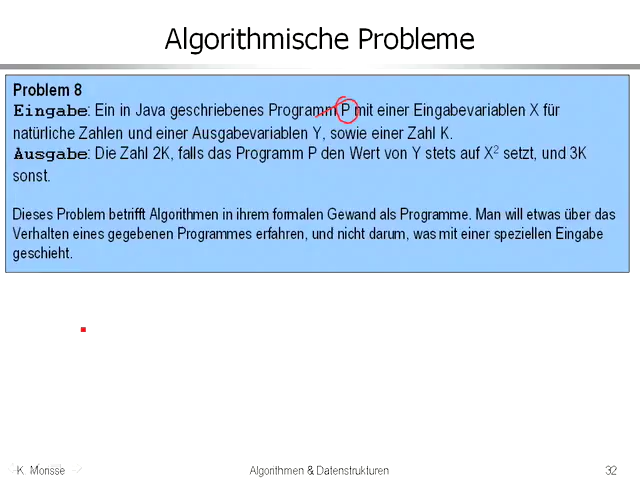 Algorithmische Probleme
Problem 8
Eingabe: Ein in Java geschriebenes Programm P mit einer Eingabevariablen X für
natürliche Zahlen und einer Ausgabevariablen Y, sowie einer Zahl K.
Ausgabe: Die Zahl 2K, falls das Programm P den Wert von Y stets auf X² setzt, und 3K
sonst.
Dieses Problem betrifft Algorithmen in ihrem formalen Gewand als Programme. Man will etwas über das
Verhalten eines gegebenen Programmes erfahren, und nicht darum, was mit einer speziellen Eingabe
geschieht.
K. Morisse
Algorithmen & Datenstrukturen
32